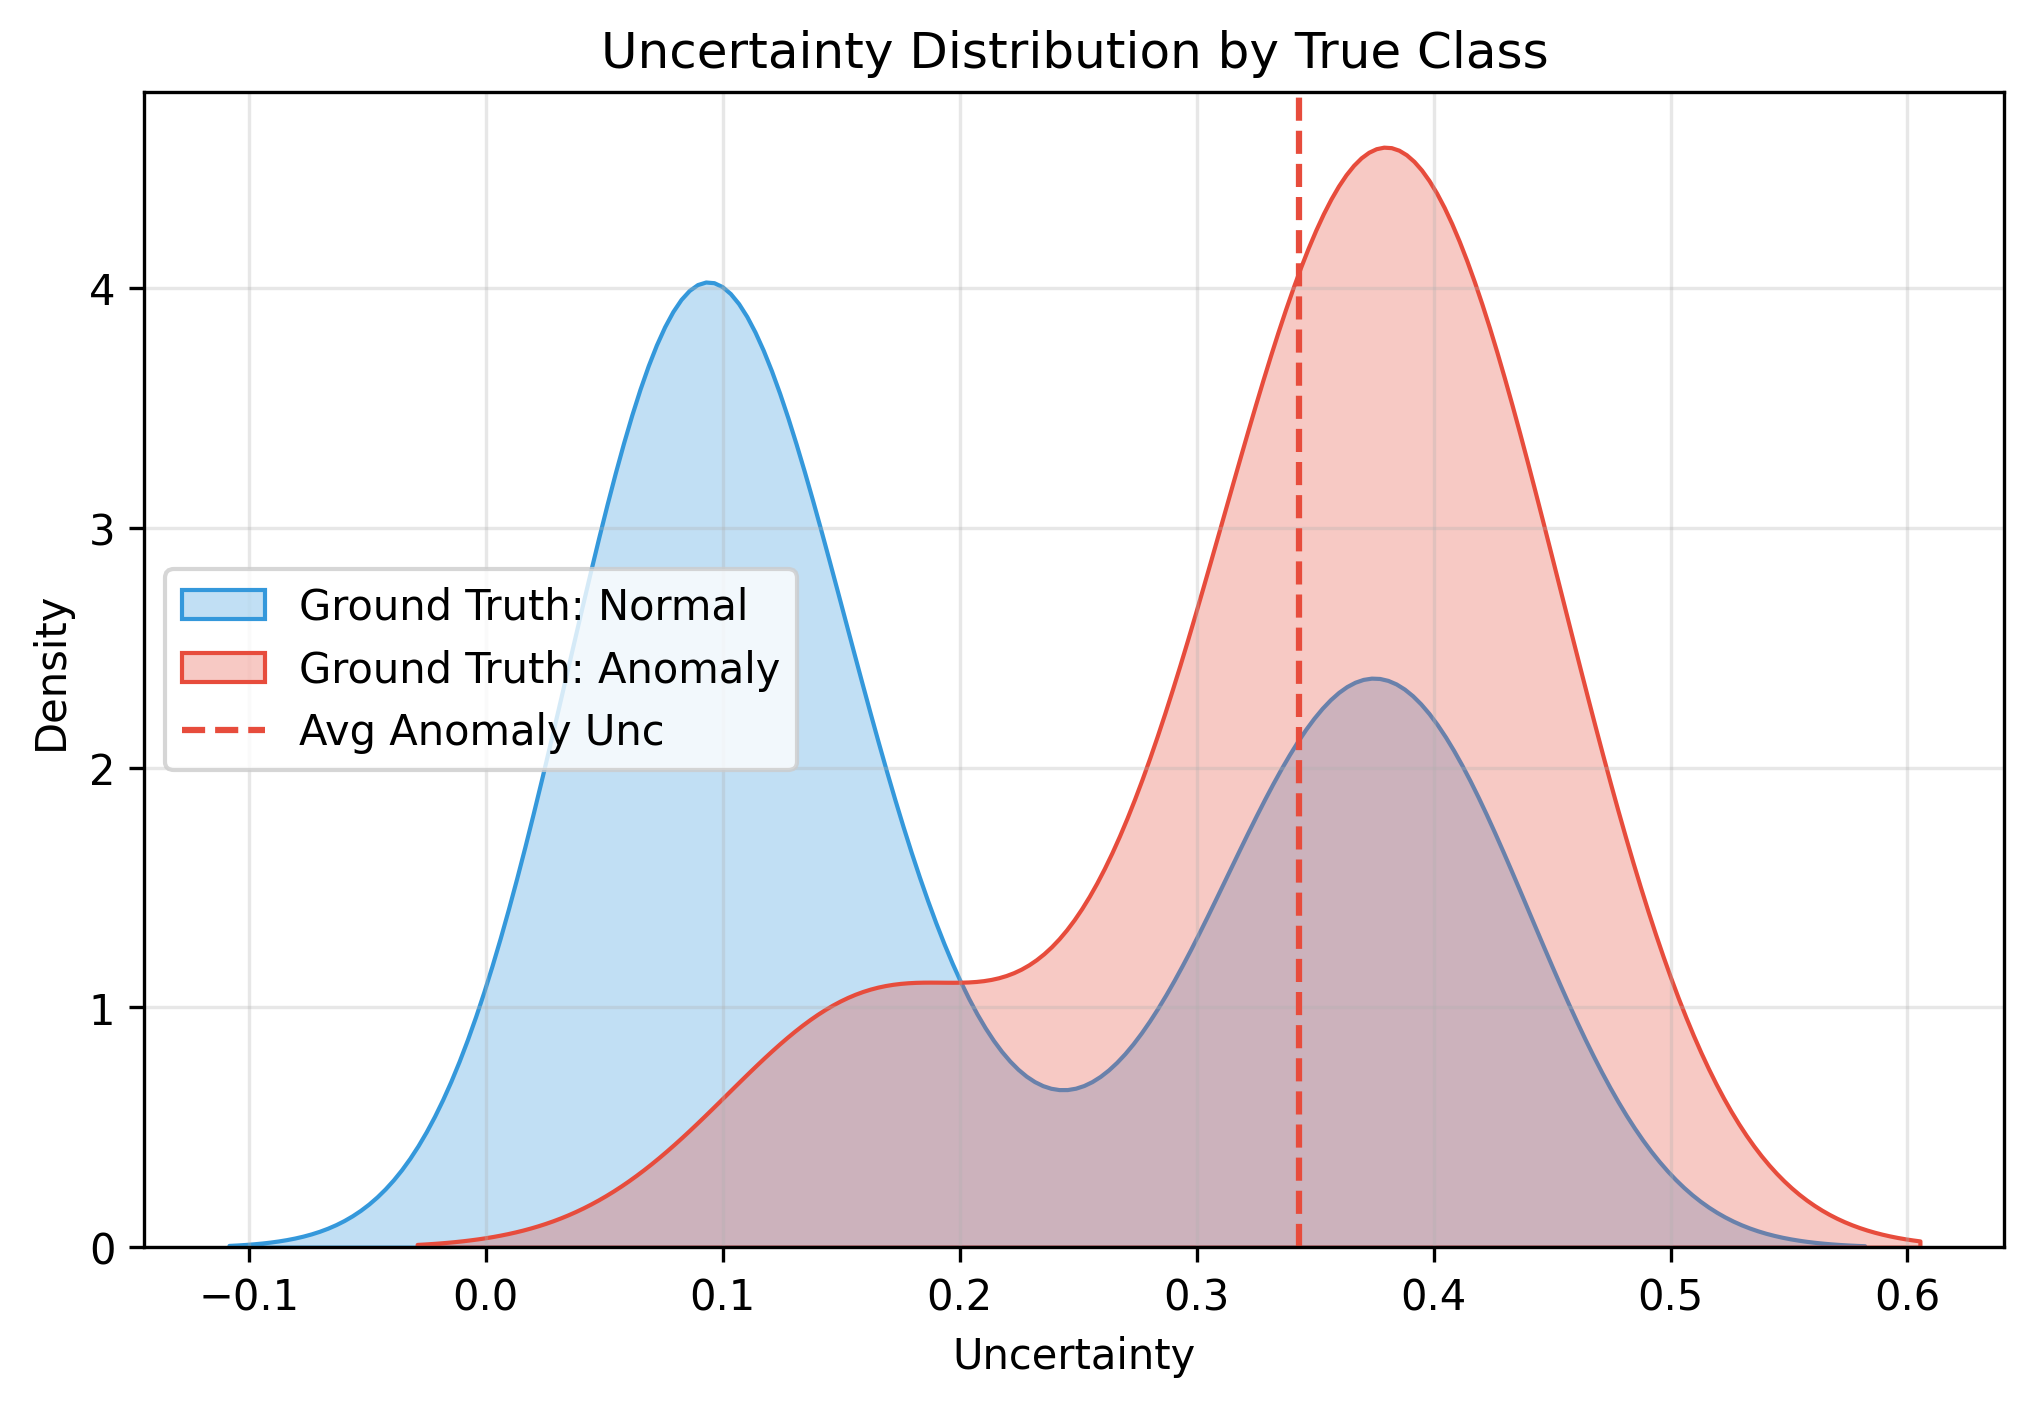 Uncertainty Distribution by True Class
Density
4
3
2
1
0
Ground Truth: Normal
Ground Truth: Anomaly
Avg Anomaly Unc
−0.1 0.0 0.1 0.2 0.3 0.4 0.5 0.6
Uncertainty